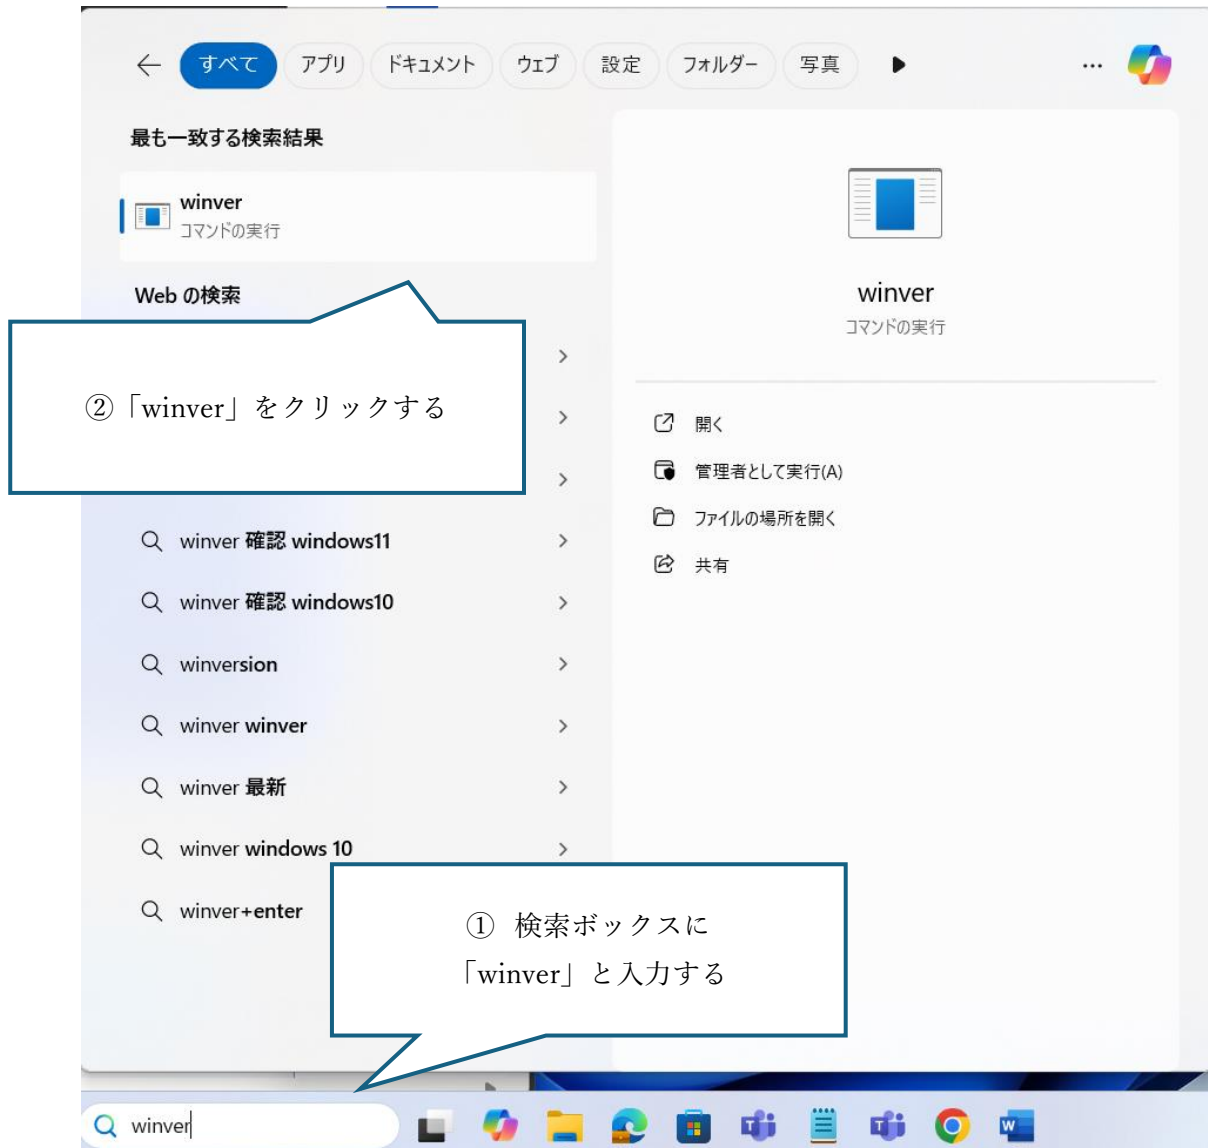 すべて
アプリ
ドキュメント
ウェブ
設定
フォルダー
写真
最も一致する検索結果
winver
コマンドの実行
Web の検索
②「winver」をクリックする
winver 確認 windows11
winver 確認 windows10
winversion
winver winver
winver 最新
winver windows 10
winver+enter
winver
コマンドの実行
開く
管理者として実行(A)
ファイルの場所を開く
共有
① 検索ボックスに
「winver」と入力する
winver